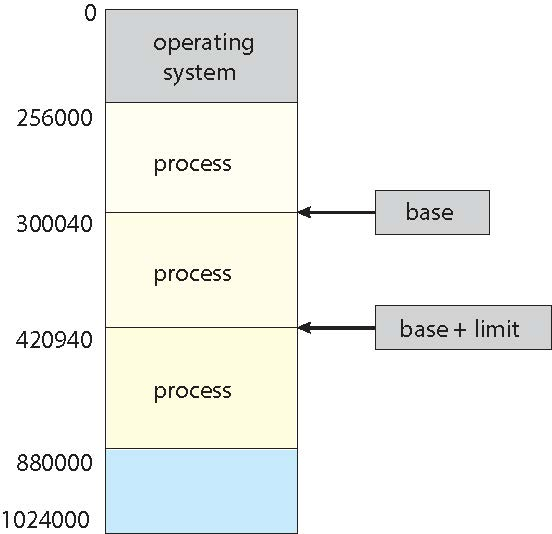 0
operating
system
256000
process
base
300040
process
base + limit
420940
process
880000
1024000